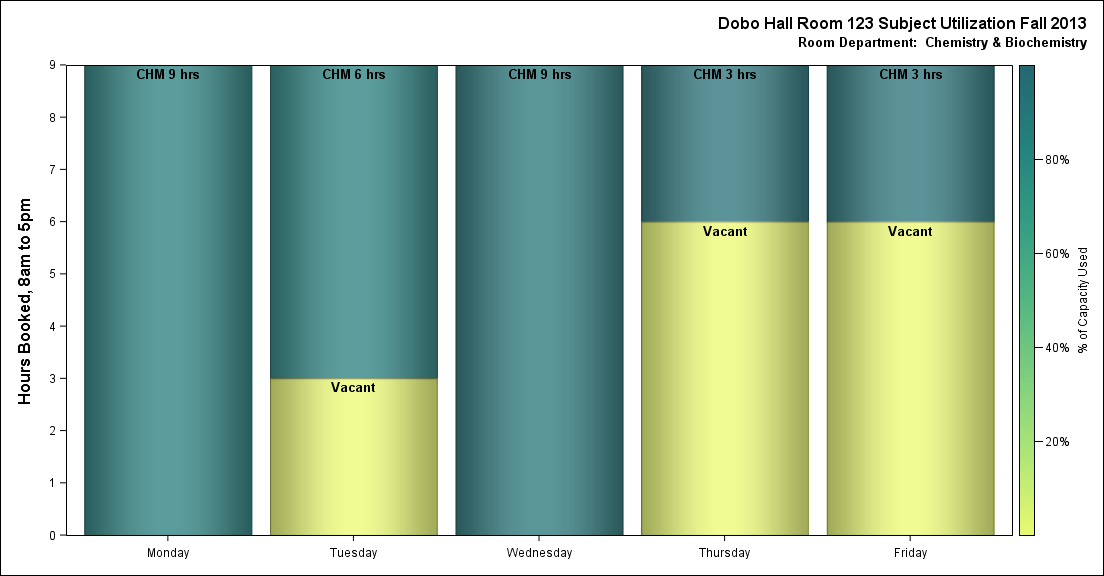 Dobo Hall Room 123 Subject Utilization Fall 2013
Room Department:  Chemistry & Biochemistry
Hours Booked, 8am to 5pm
9
8
7
6
5
4
3
2
1
0
CHM 9 hrs
CHM 6 hrs
CHM 9 hrs
CHM 3 hrs
CHM 3 hrs
Vacant
Vacant
Vacant
Monday
Tuesday
Wednesday
Thursday
Friday
80%
60%
40%
20%
% of Capacity Used